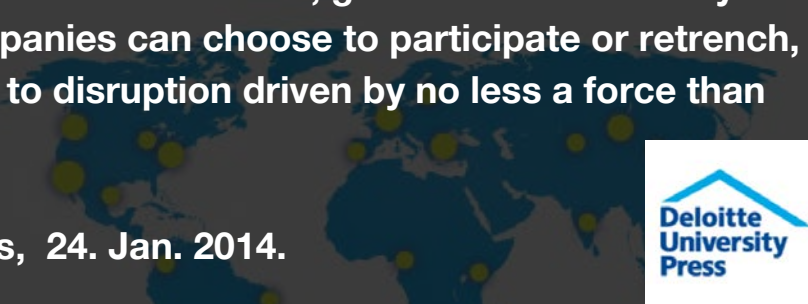 panies can choose to participate or retrench,
to disruption driven by no less a force than
s, 24. Jan. 2014.
Deloitte
University
Press